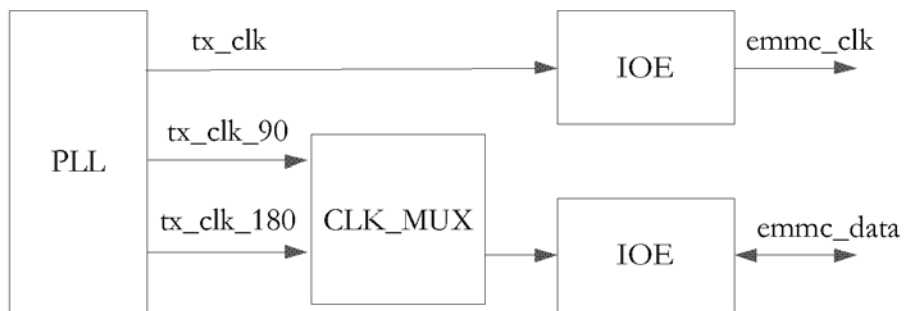 tx_clk
IOE
emmc_clk
tx_clk_90
PLL
tx_clk_180
CLK_MUX
IOE
emmc_data